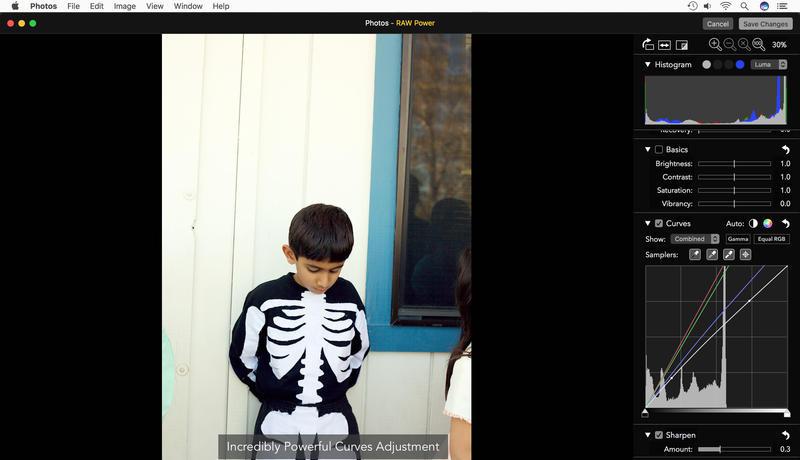 Photos File Edit Image View Window Help
Photos - RAW Power
Cancel Save Changes
30%
Histogram Luma
Recovery: 0.0
Basics
Brightness: 1.0
Contrast: 1.0
Saturation: 1.0
Vibrancy: 0.0
Curves Auto:
Show: Combined Gamma Equal RGB
Samplers:
Sharpen
Amount: 0.3
Incredibly Powerful Curves Adjustment